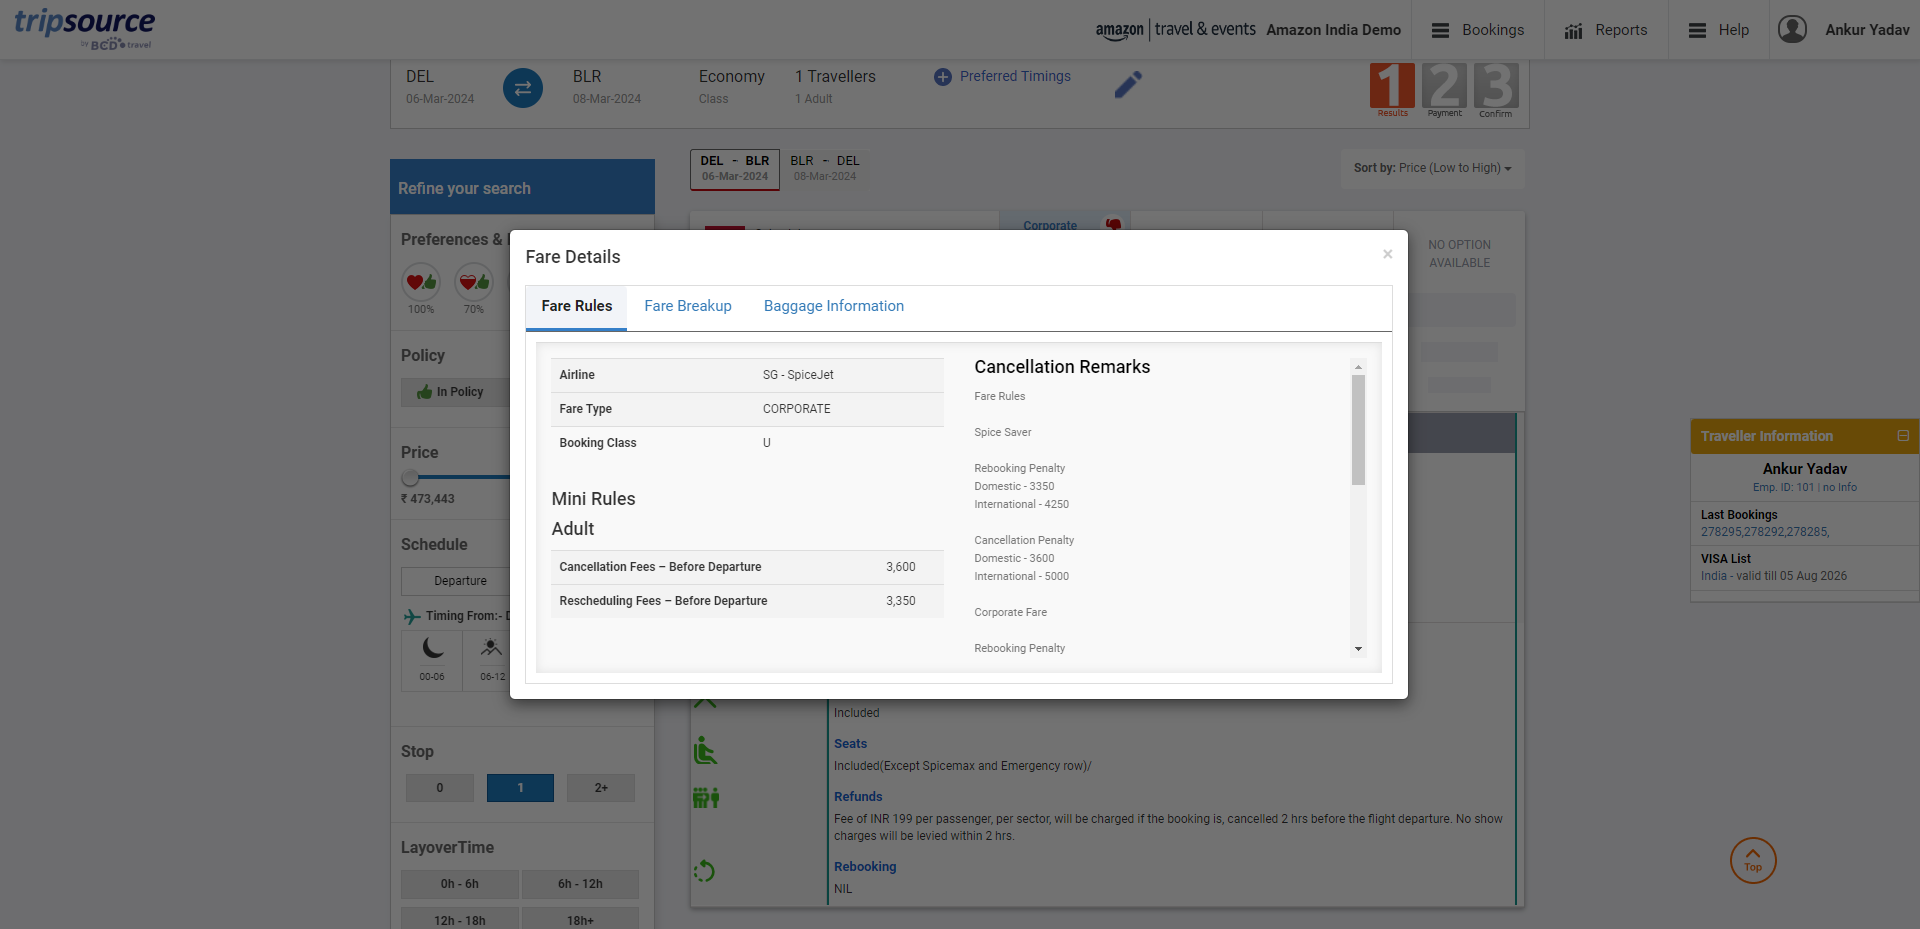 tripsource
by BCD travel
amazon | travel & events Amazon India Demo
Bookings
Reports
Help
Ankur Yadav
DEL
06-Mar-2024
BLR
08-Mar-2024
Economy
Class
1 Travellers
1 Adult
Preferred Timings
1 2 3
Results Payment Confirm
DEL - BLR
06-Mar-2024
BLR - DEL
08-Mar-2024
Sort by: Price (Low to High)
Refine your search
Preferences &
100% 70%
Policy
In Policy
Price
₹ 473,443
Schedule
Departure
Timing From:- D
00-06 06-12
Stop
0 1 2+
LayoverTime
0h - 6h 6h - 12h
12h - 18h 18h+
Corporate
NO OPTION
AVAILABLE
Fare Details
×
Fare Rules Fare Breakup Baggage Information
Airline SG - SpiceJet
Fare Type CORPORATE
Booking Class U
Mini Rules
Adult
Cancellation Fees – Before Departure 3,600
Rescheduling Fees – Before Departure 3,350
Cancellation Remarks
Fare Rules
Spice Saver
Rebooking Penalty
Domestic - 3350
International - 4250
Cancellation Penalty
Domestic - 3600
International - 5000
Corporate Fare
Rebooking Penalty
Included
Seats
Included(Except Spicemax and Emergency row)/
Refunds
Fee of INR 199 per passenger, per sector, will be charged if the booking is, cancelled 2 hrs before the flight departure. No show
charges will be levied within 2 hrs.
Rebooking
NIL
Traveller Information
Ankur Yadav
Emp. ID: 101 | no Info
Last Bookings
278295,278292,278285,
VISA List
India - valid till 05 Aug 2026
Top